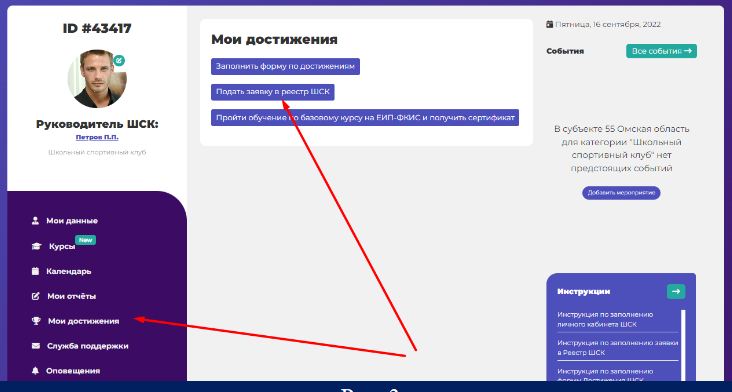 ID #43417
Руководитель ШСК:
Петров П.П.
Школьный спортивный клуб
Мои данные
Курсы
New
Календарь
Мои отчёты
Мои достижения
Служба поддержки
Оповещения
Мои достижения
Заполнить форму по достижениям
Подать заявку в реестр ШСК
Пройти обучение по базовому курсу на ЕИП-ФКИС и получить сертификат
Пятница, 16 сентября, 2022
События
Все события →
В субъекте 55 Омская область
для категории "Школьный
спортивный клуб" нет
предстоящих событий
Добавить мероприятие
Инструкции
Инструкция по заполнению
личного кабинета ШСК
Инструкция по заполнению заявки
в Реестр ШСК
Инструкция по заполнению
форму Достижения ШСК